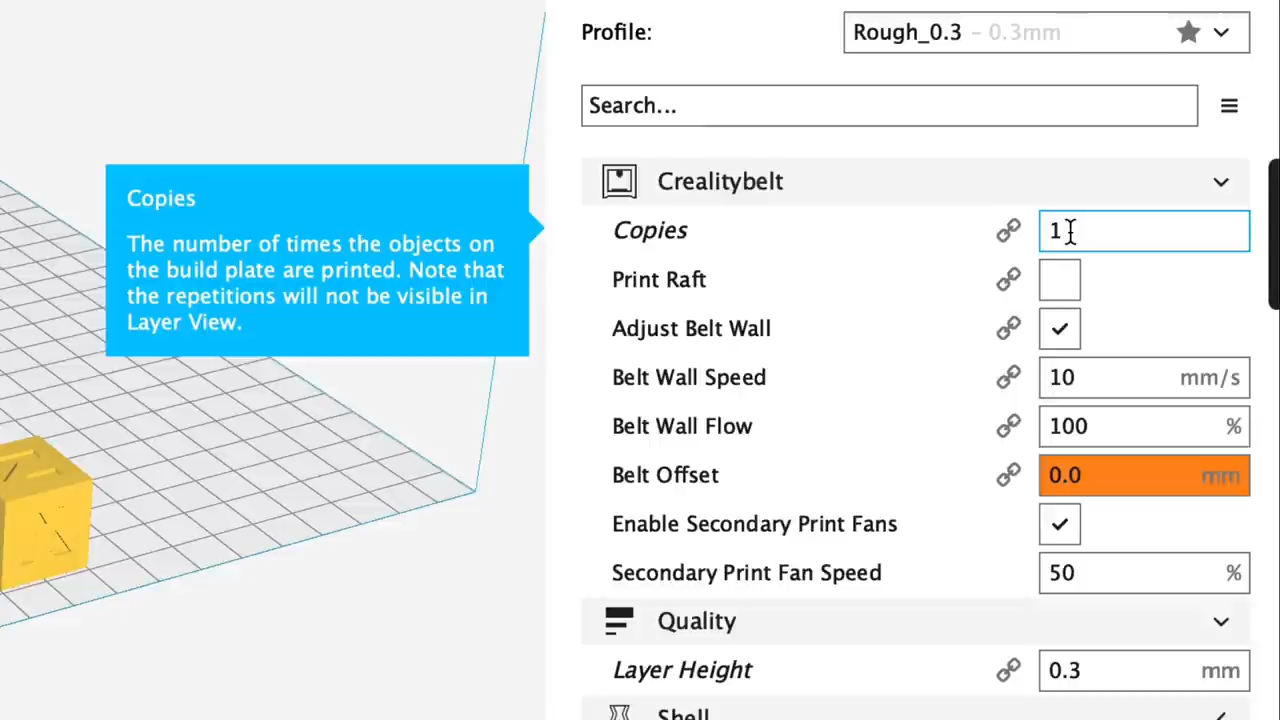 Profile:
Rough_0.3 - 0.3mm
Search...
Crealitybelt
Copies
The number of times the objects on
the build plate are printed. Note that
the repetitions will not be visible in
Layer View.
Copies 1
Print Raft
Adjust Belt Wall
Belt Wall Speed 10 mm/s
Belt Wall Flow 100 %
Belt Offset 0.0 mm
Enable Secondary Print Fans
Secondary Print Fan Speed 50 %
Quality
Layer Height 0.3 mm
Shell